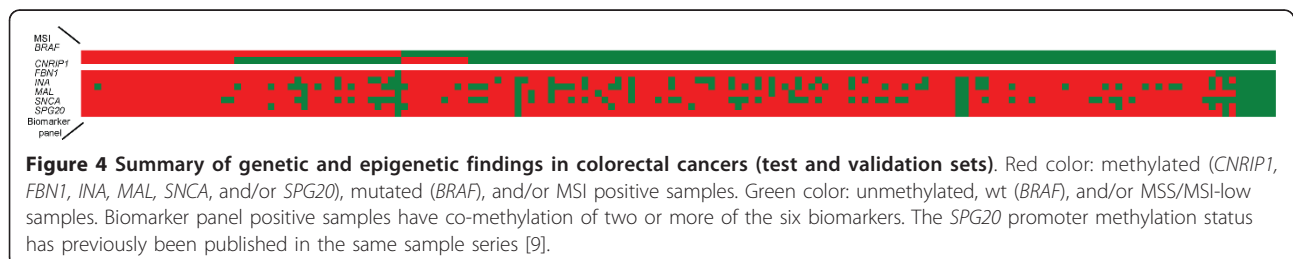 MSI
BRAF
CNRIP1
FBN1
INA
MAL
SNCA
SPG20
Biomarker
panel
Figure 4 Summary of genetic and epigenetic findings in colorectal cancers (test and validation sets). Red color: methylated (CNRIP1,
FBN1, INA, MAL, SNCA, and/or SPG20), mutated (BRAF), and/or MSI positive samples. Green color: unmethylated, wt (BRAF), and/or MSS/MSI-low
samples. Biomarker panel positive samples have co-methylation of two or more of the six biomarkers. The SPG20 promoter methylation status
has previously been published in the same sample series [9].